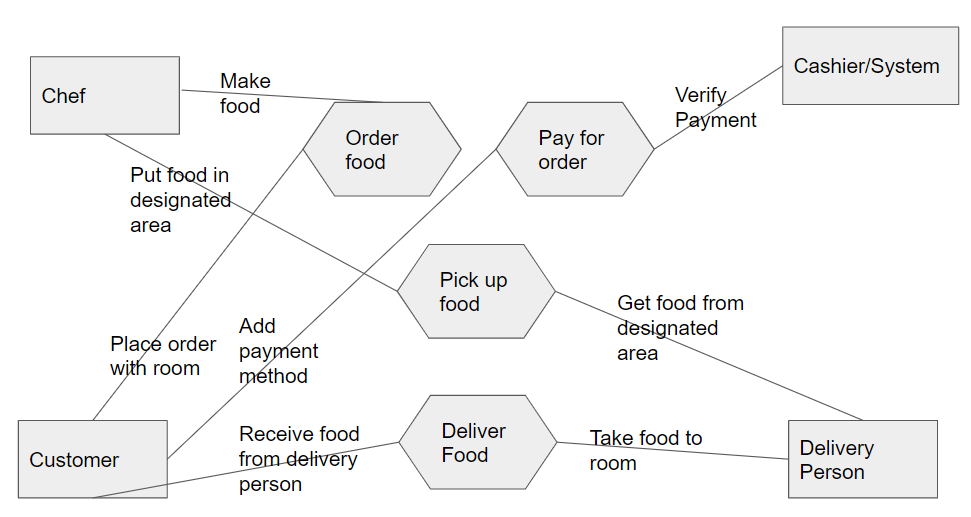 Chef
Make
food
Order
food
Pay for
order
Verify
Payment
Cashier/System
Put food in
designated
area
Pick up
food
Get food from
designated
area
Place order
with room
Add
payment
method
Customer
Receive food
from delivery
person
Deliver
Food
Take food to
room
Delivery
Person